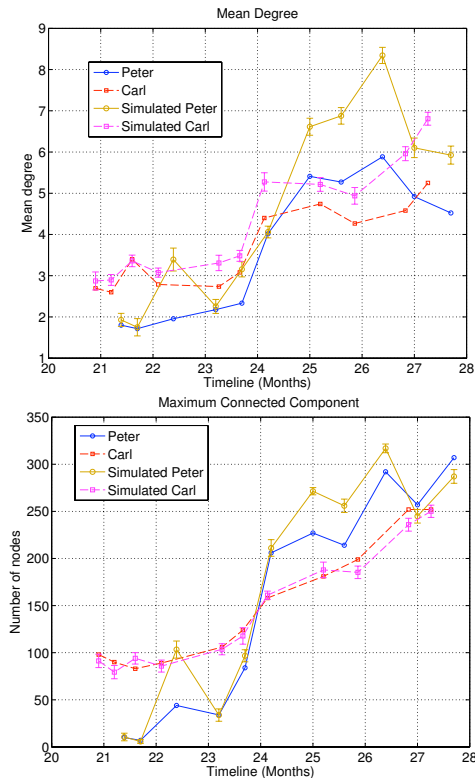 Mean Degree
9
8
7
6
5
4
3
2
1
Mean degree
Peter
Carl
Simulated Peter
Simulated Carl
20 21 22 23 24 25 26 27 28
Timeline (Months)
Maximum Connected Component
350
300
250
200
150
100
50
0
Number of nodes
Peter
Carl
Simulated Peter
Simulated Carl
20 21 22 23 24 25 26 27 28
Timeline (Months)